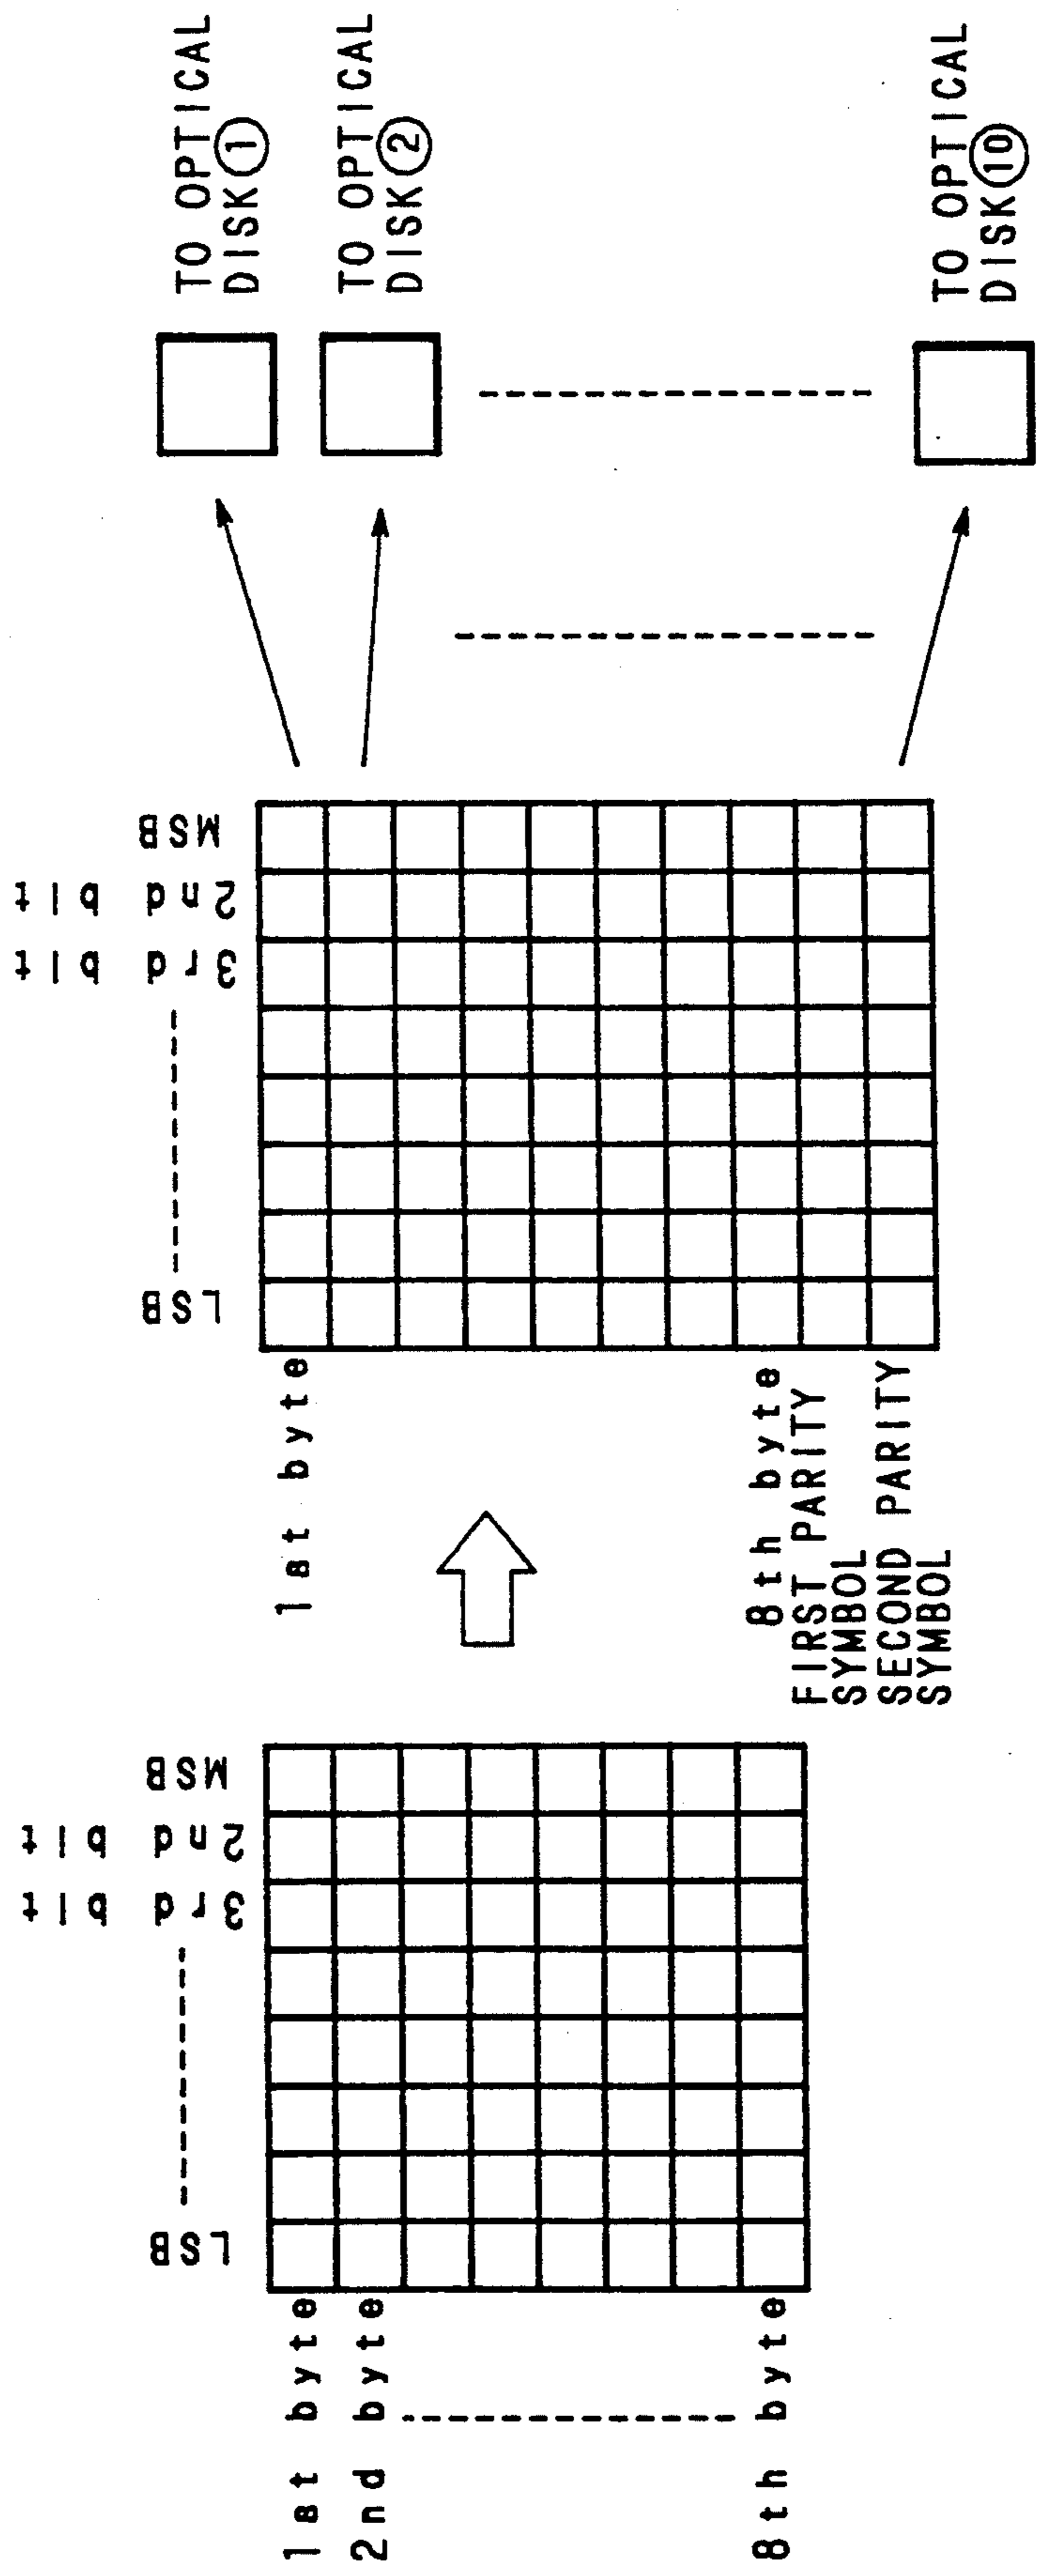 LSB
3rd bit
2nd bit
MSB
1st byte
2nd byte
8th byte
LSB
3rd bit
2nd bit
MSB
1st byte
8th byte
FIRST PARITY
SYMBOL
SECOND PARITY
SYMBOL
TO OPTICAL
DISK①
TO OPTICAL
DISK②
TO OPTICAL
DISK⑩